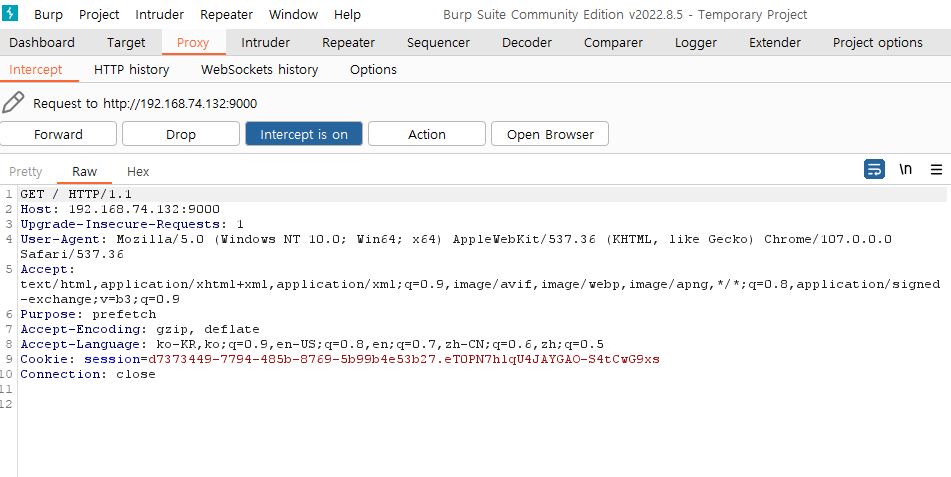 Burp Project Intruder Repeater Window Help Burp Suite Community Edition v2022.8.5 - Temporary Project
Dashboard Target Proxy Intruder Repeater Sequencer Decoder Comparer Logger Extender Project options
Intercept HTTP history WebSockets history Options
Request to http://192.168.74.132:9000
Forward Drop Intercept is on Action Open Browser
Pretty Raw Hex \n
1 GET / HTTP/1.1
2 Host: 192.168.74.132:9000
3 Upgrade-Insecure-Requests: 1
4 User-Agent: Mozilla/5.0 (Windows NT 10.0; Win64; x64) AppleWebKit/537.36 (KHTML, like Gecko) Chrome/107.0.0.0
Safari/537.36
5 Accept:
text/html,application/xhtml+xml,application/xml;q=0.9,image/avif,image/webp,image/apng,*/*;q=0.8,application/signed
-exchange;v=b3;q=0.9
6 Purpose: prefetch
7 Accept-Encoding: gzip, deflate
8 Accept-Language: ko-KR,ko;q=0.9,en-US;q=0.8,en;q=0.7,zh-CN;q=0.6,zh;q=0.5
9 Cookie: session=d7373449-7794-485b-8769-5b99b4e53b27.eTOPN7h1qU4JAYGAO-S4tCwG9xs
10 Connection: close
11
12